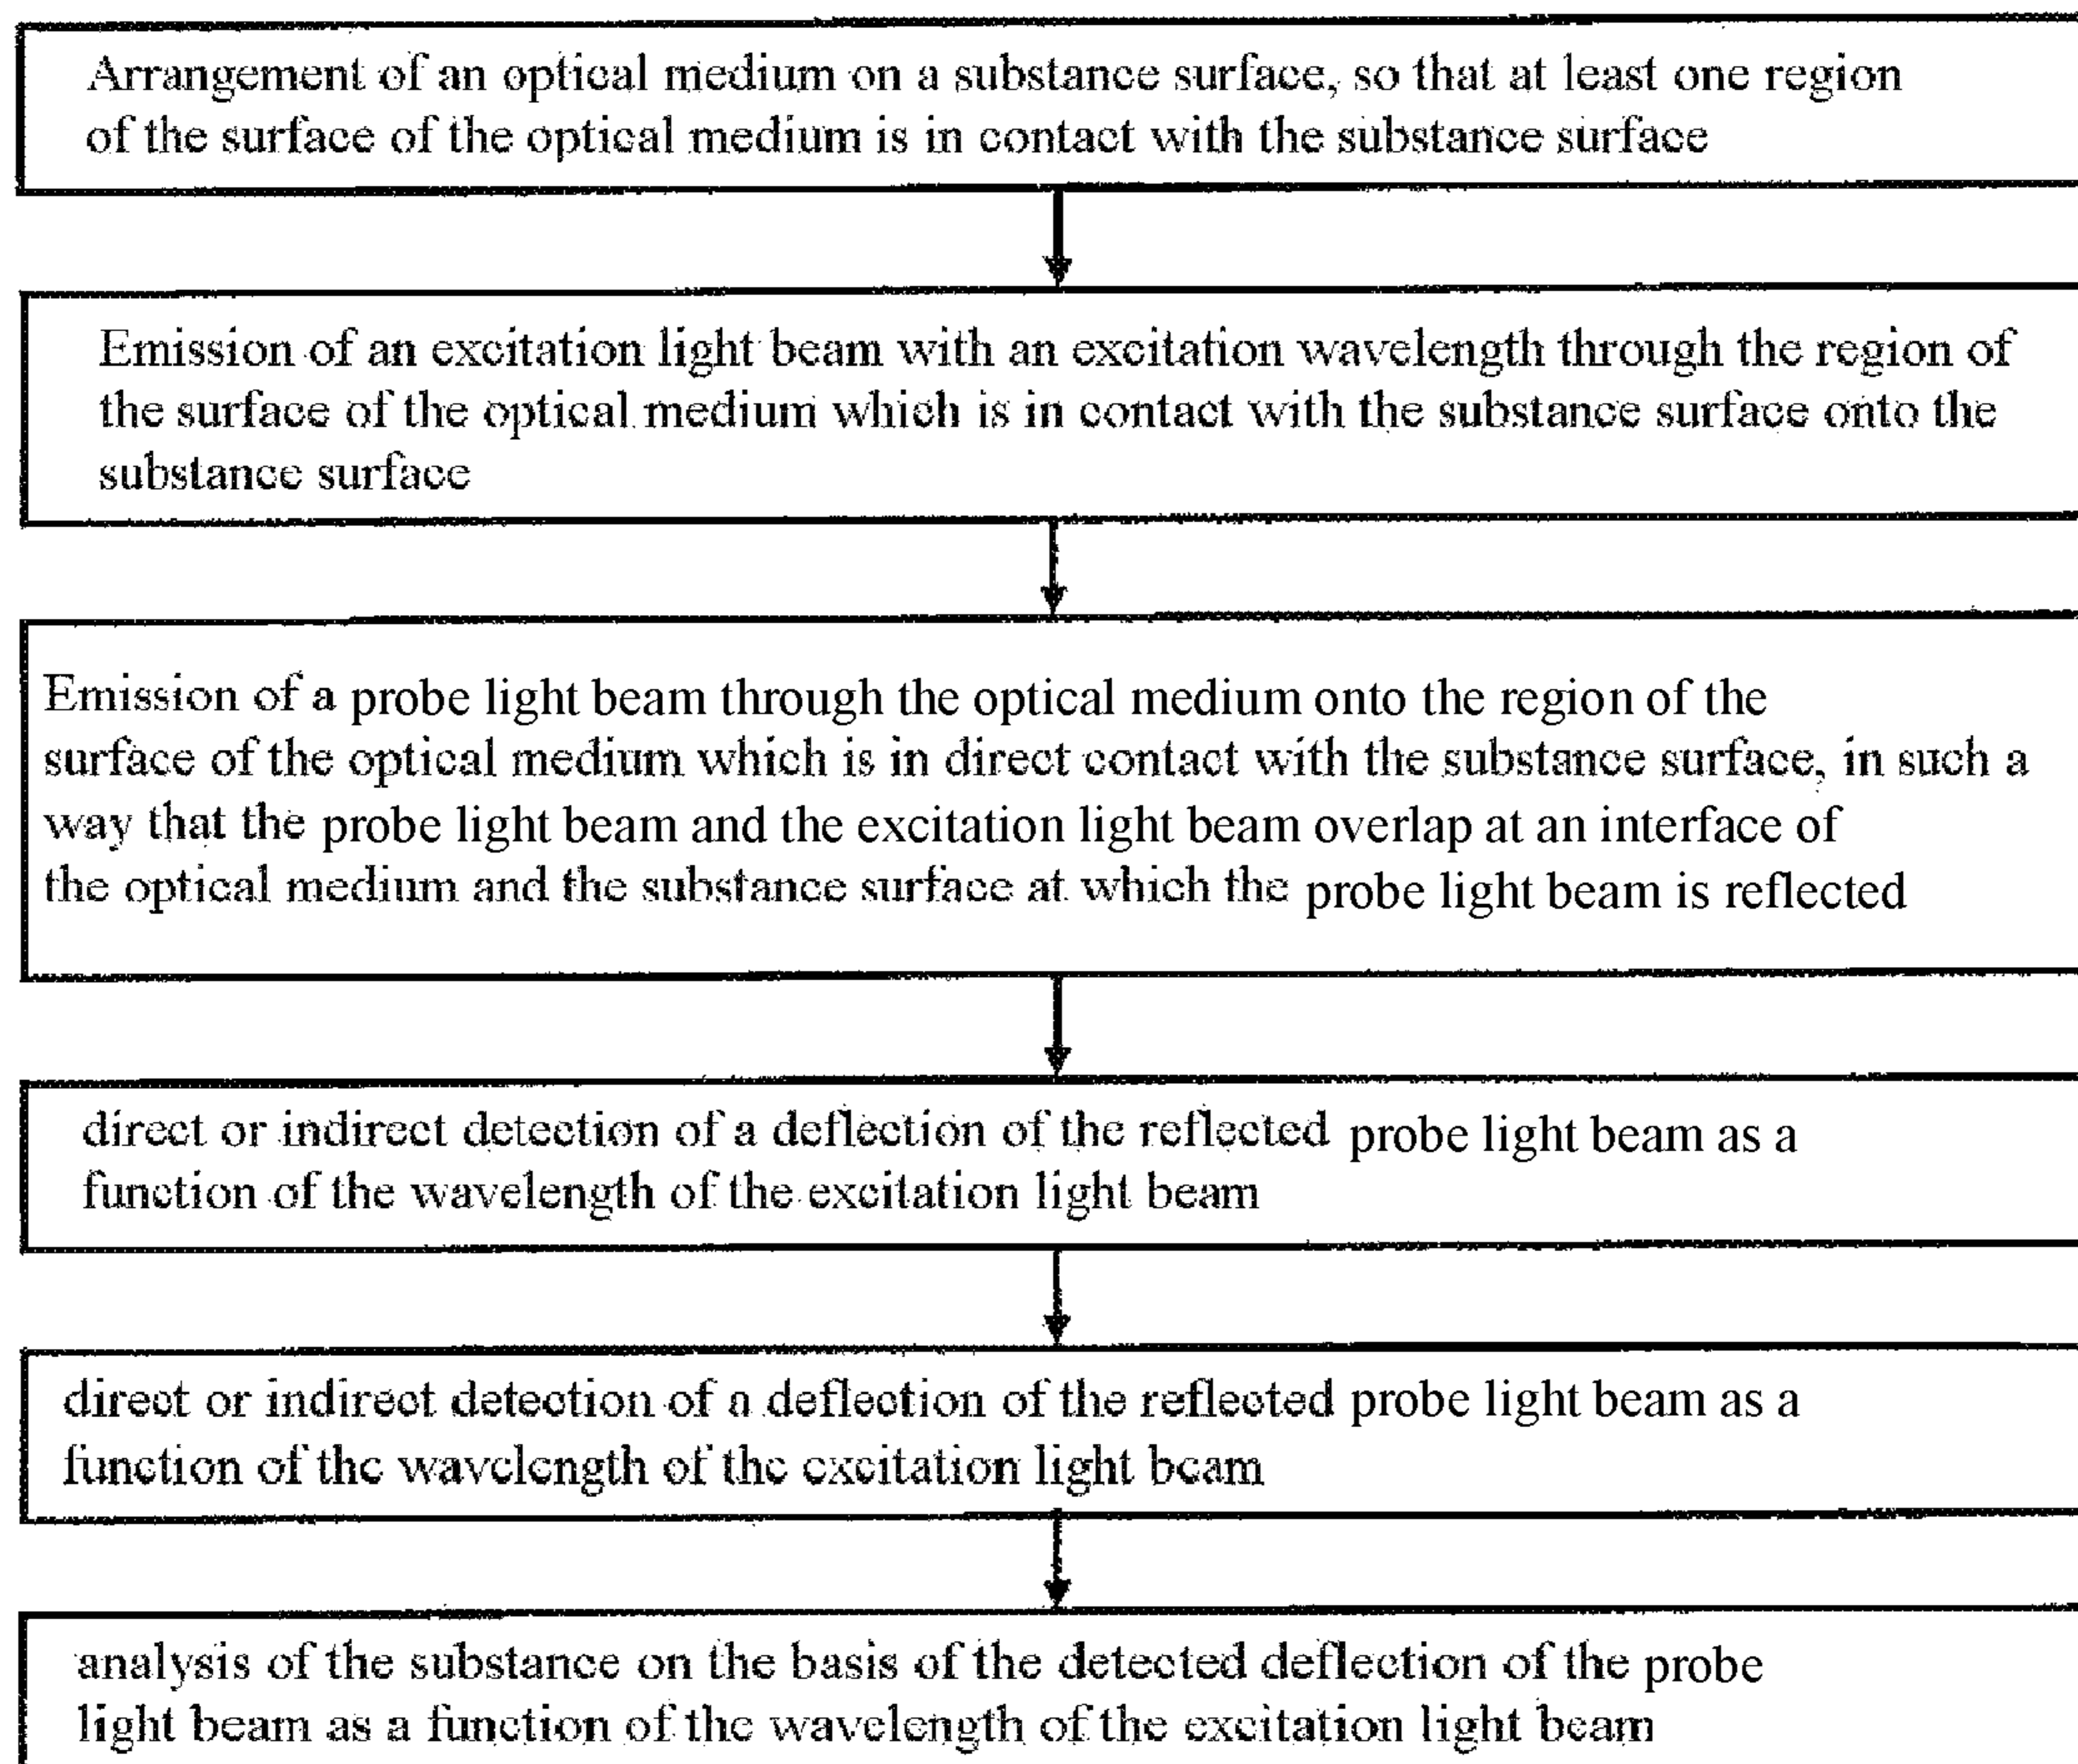 Arrangement of an optical medium on a substance surface, so that at least one region
of the surface of the optical medium is in contact with the substance surface
Emission of an excitation light beam with an excitation wavelength through the region of
the surface of the optical medium which is in contact with the substance surface onto the
substance surface
Emission of a probe light beam through the optical medium onto the region of the
surface of the optical medium which is in direct contact with the substance surface, in such a
way that the probe light beam and the excitation light beam overlap at an interface of
the optical medium and the substance surface at which the probe light beam is reflected
direct or indirect detection of a deflection of the reflected probe light beam as a
function of the wavelength of the excitation light beam
direct or indirect detection of a deflection of the reflected probe light beam as a
function of the wavelength of the excitation light beam
analysis of the substance on the basis of the detected deflection of the probe
light beam as a function of the wavelength of the excitation light beam